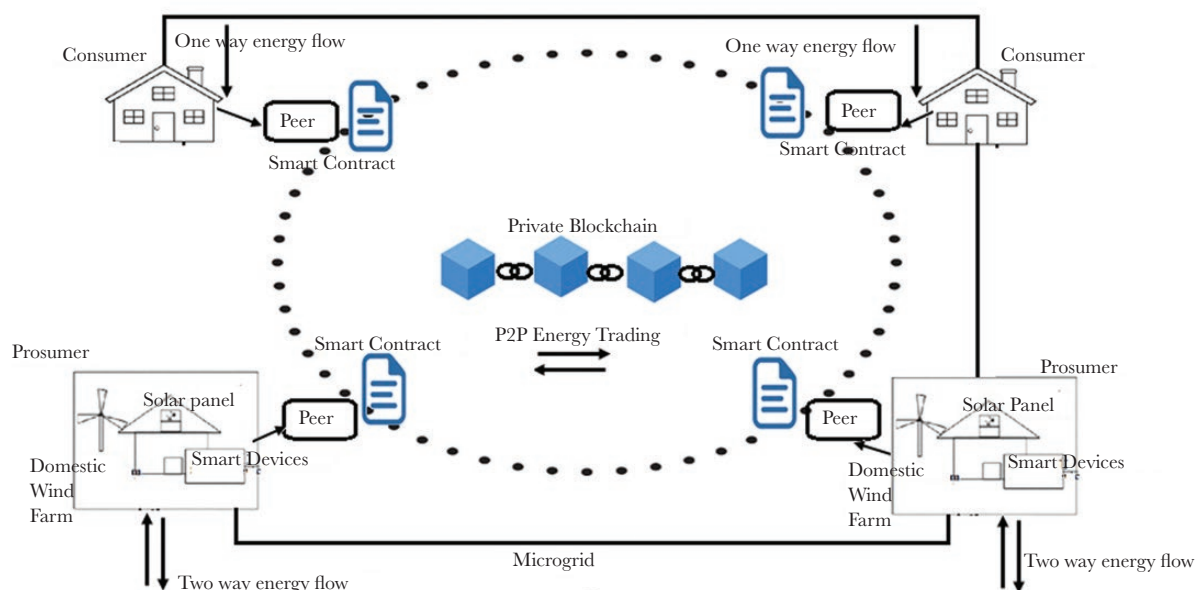 One way energy flow
Consumer
Peer
Smart Contract
One way energy flow
Consumer
Peer
Smart Contract
Private Blockchain
P2P Energy Trading
Prosumer
Solar panel
Smart Devices
Domestic
Wind
Farm
Peer
Smart Contract
Two way energy flow
Smart Contract
Peer
Prosumer
Solar Panel
Smart Devices
Domestic
Wind
Farm
Two way energy flow
Microgrid